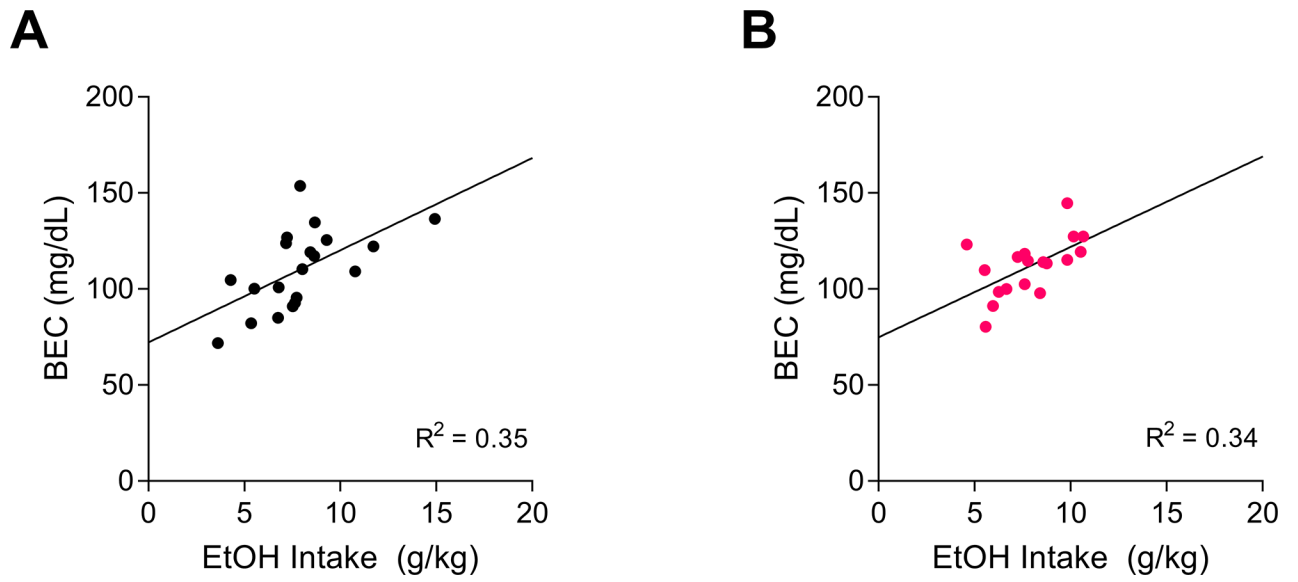 A
BEC (mg/dL)
200
150
100
50
0
0 5 10 15 20
EtOH Intake (g/kg)
R² = 0.35
B
BEC (mg/dL)
200
150
100
50
0
0 5 10 15 20
EtOH Intake (g/kg)
R² = 0.34